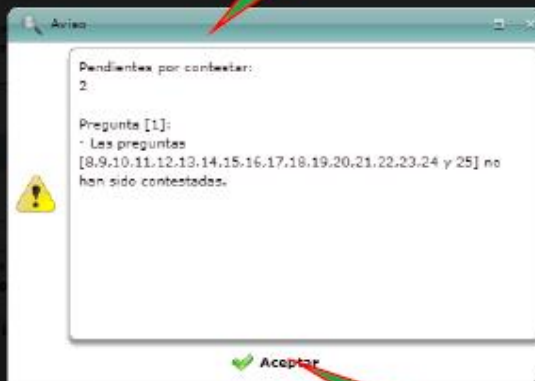 Aviso
Pendientes por contestar:
2
Pregunta [1]:
- Las preguntas
[8,9,10,11,12,13,14,15,16,17,18,19,20,21,22,23,24 y 25] no
han sido contestadas.
Aceptar